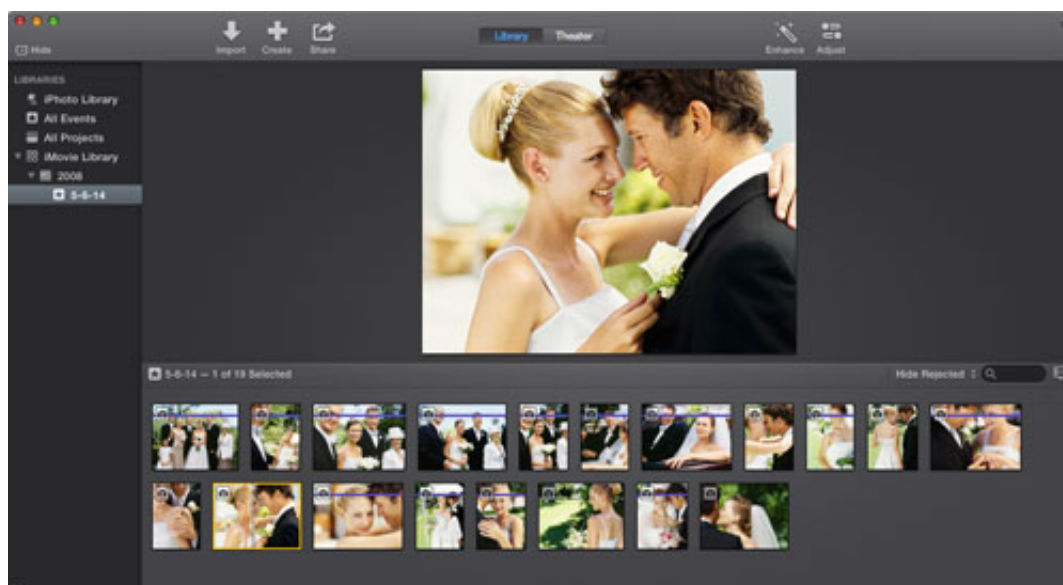 Hide
Import
Create
Share
Library
Theater
Enhance
Adjust
LIBRARIES
iPhoto Library
All Events
All Projects
iMovie Library
2008
5-6-14
5-6-14 — 1 of 19 Selected
Hide Rejected